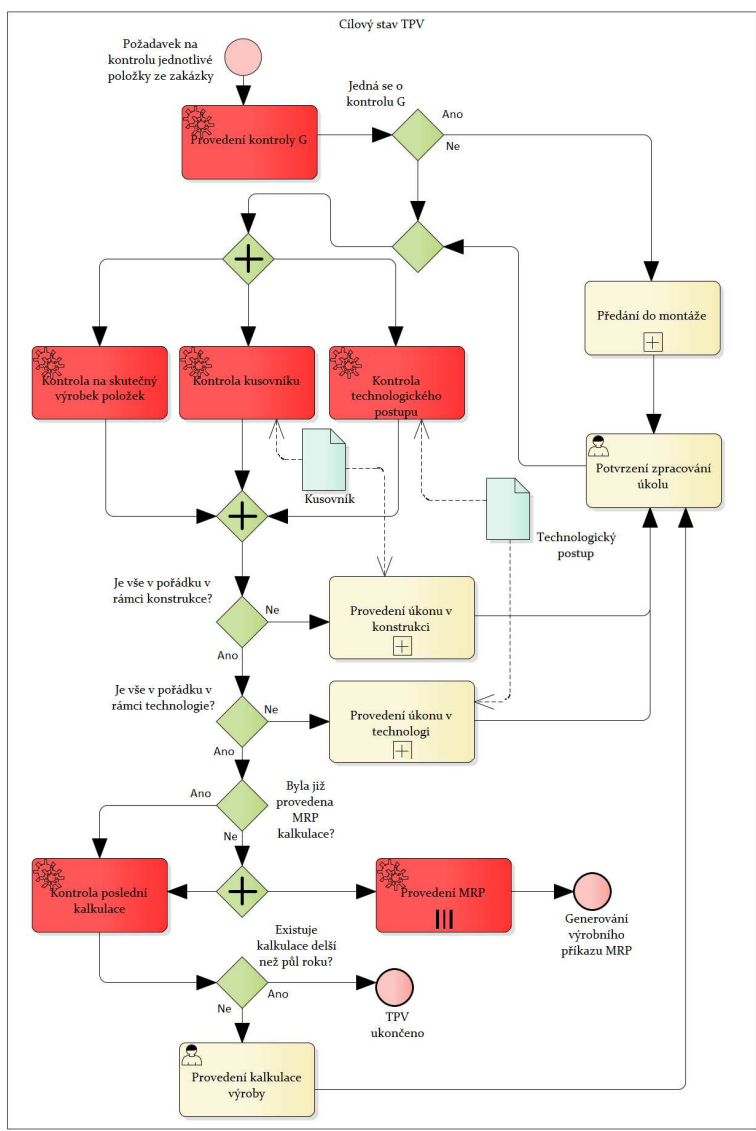 Cílový stav TPV
Požadavek na
kontrolu jednotlivé
položky ze zakázky
Jedná se o
kontrolu G
Ano
Ne
Provedení kontroly G
Předání do montáže
Kontrola na skutečný
výrobek položek
Kontrola kusovníku
Kontrola
technologického
postupu
Potvrzení zpracování
úkolu
Kusovník
Technologický
postup
Je vše v pořádku v
rámci konstrukce?
Ne
Provedení úkonu v
konstrukci
Ano
Je vše v pořádku v
rámci technologie?
Ne
Provedení úkonu v
technologi
Ano
Ano
Byla již
provedena
MRP
kalkulace?
Ne
Kontrola poslední
kalkulace
Provedení MRP
Generování
výrobního
příkazu MRP
Existuje
kalkulace delší
než půl roku?
Ano
Ne
TPV
ukončeno
Provedení kalkulace
výroby